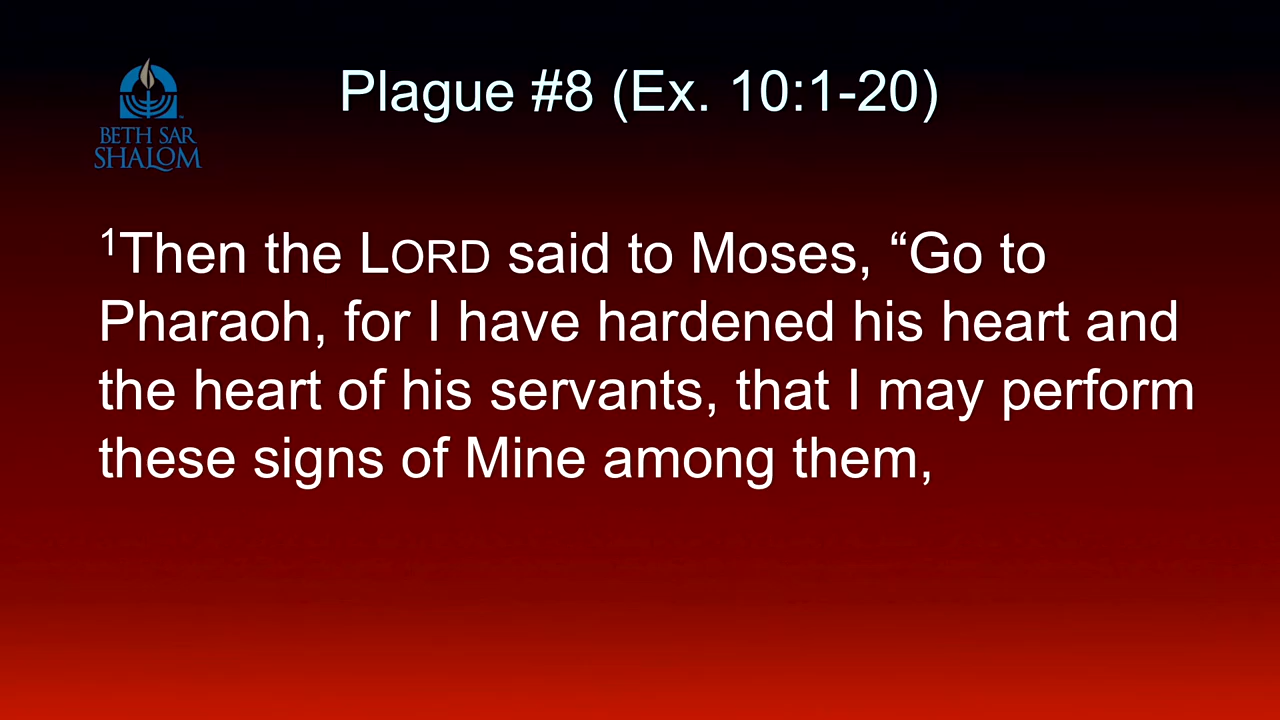 Plague #8 (Ex. 10:1-20)
BETH SAR
SHALOM
¹Then the LORD said to Moses, “Go to
Pharaoh, for I have hardened his heart and
the heart of his servants, that I may perform
these signs of Mine among them,